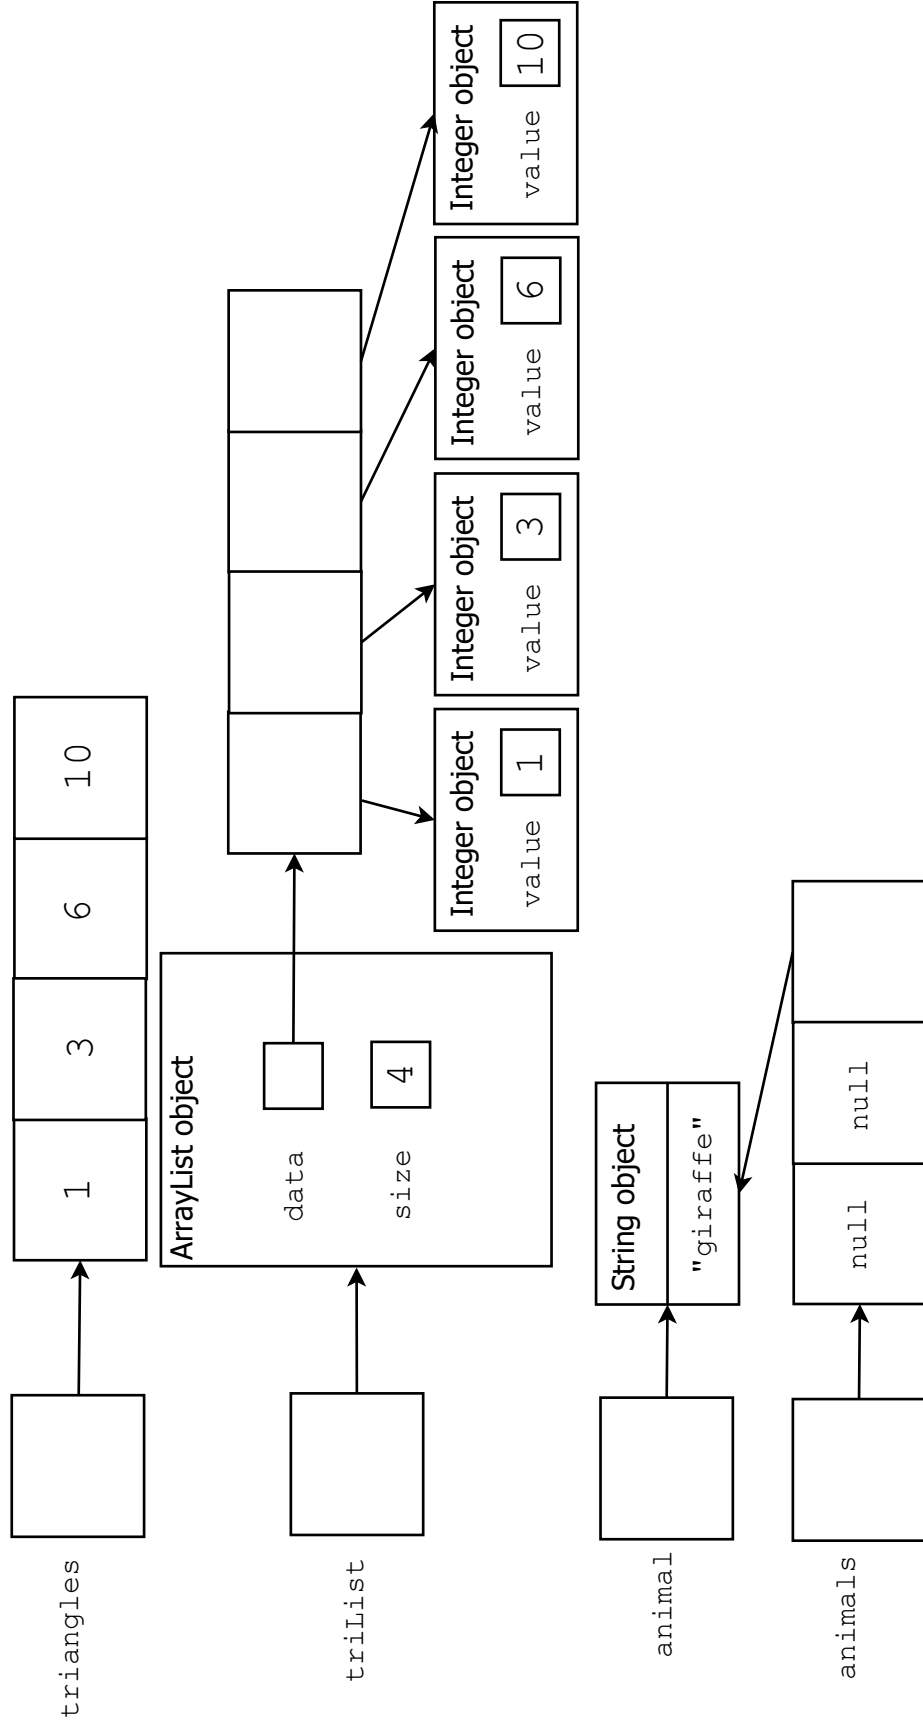 triangles
1 3 6 10
triList
ArrayList object
data
size 4
Integer object
value 1
Integer object
value 3
Integer object
value 6
Integer object
value 10
animal
String object
"giraffe"
animals
null null